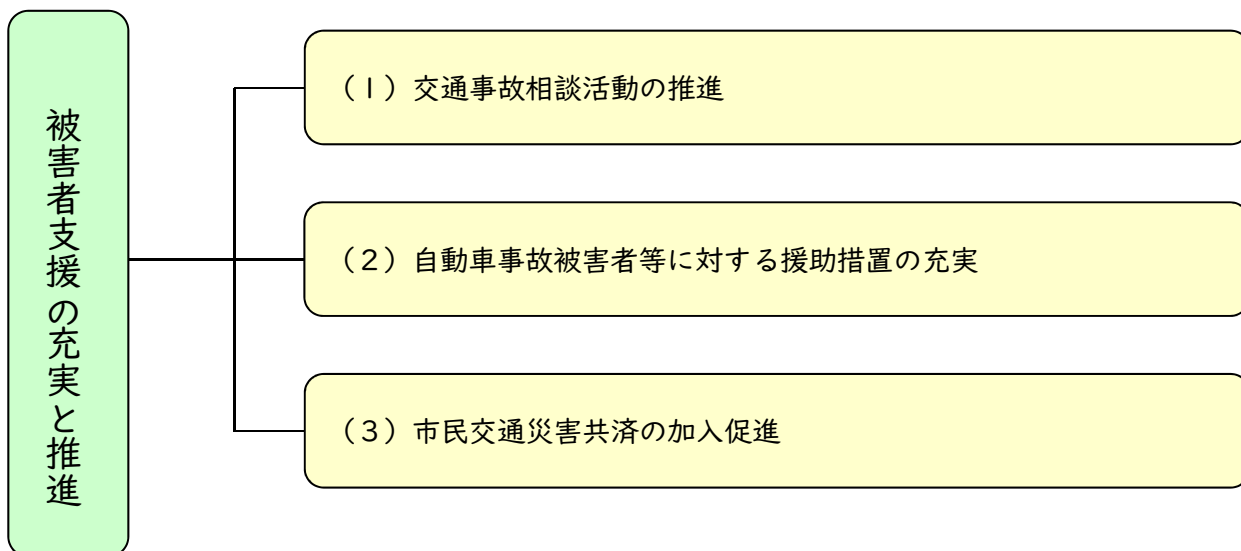 被害者支援の充実と推進
（1）交通事故相談活動の推進
（2）自動車事故被害者等に対する援助措置の充実
（3）市民交通災害共済の加入促進